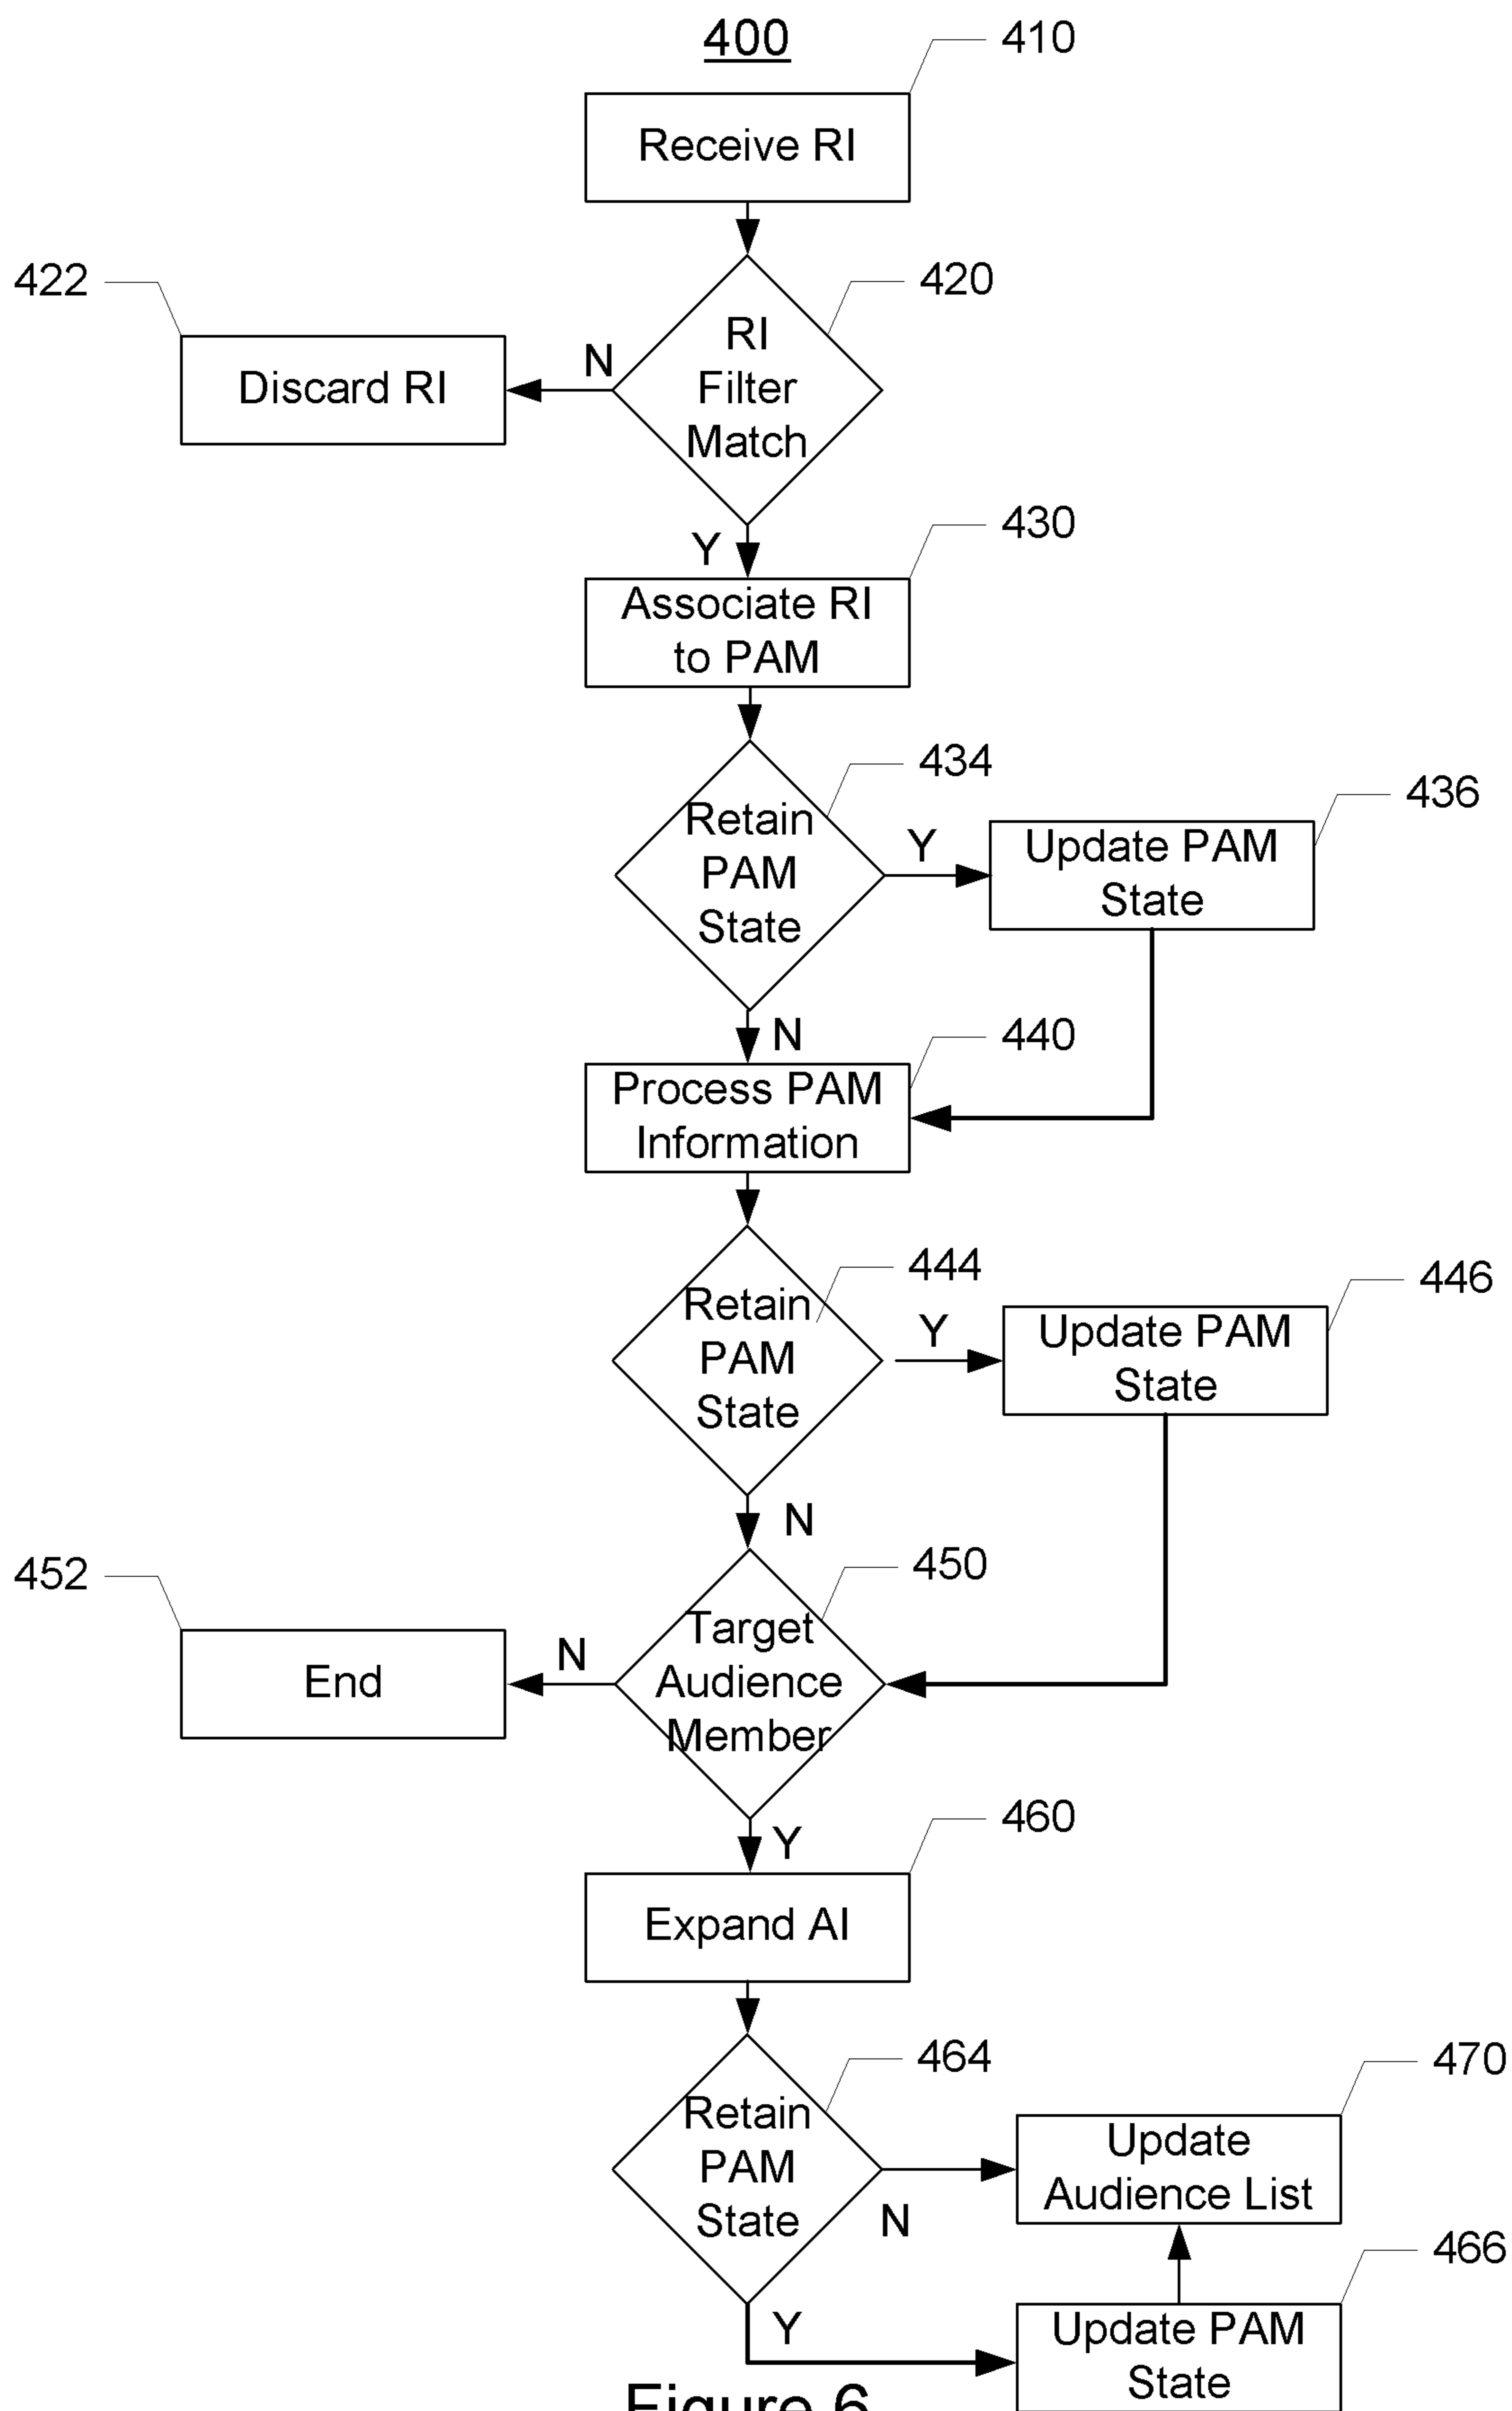 400
410
Receive RI
422
420
Discard RI
N
RI
Filter
Match
Y
430
Associate RI
to PAM
434
436
Retain
PAM
State
Y
Update PAM
State
N
440
Process PAM
Information
444
446
Retain
PAM
State
Y
Update PAM
State
N
452
450
End
N
Target
Audience
Member
Y
460
Expand AI
464
470
Retain
PAM
State
N
Update
Audience List
466
Y
Update PAM
State
Figure 6